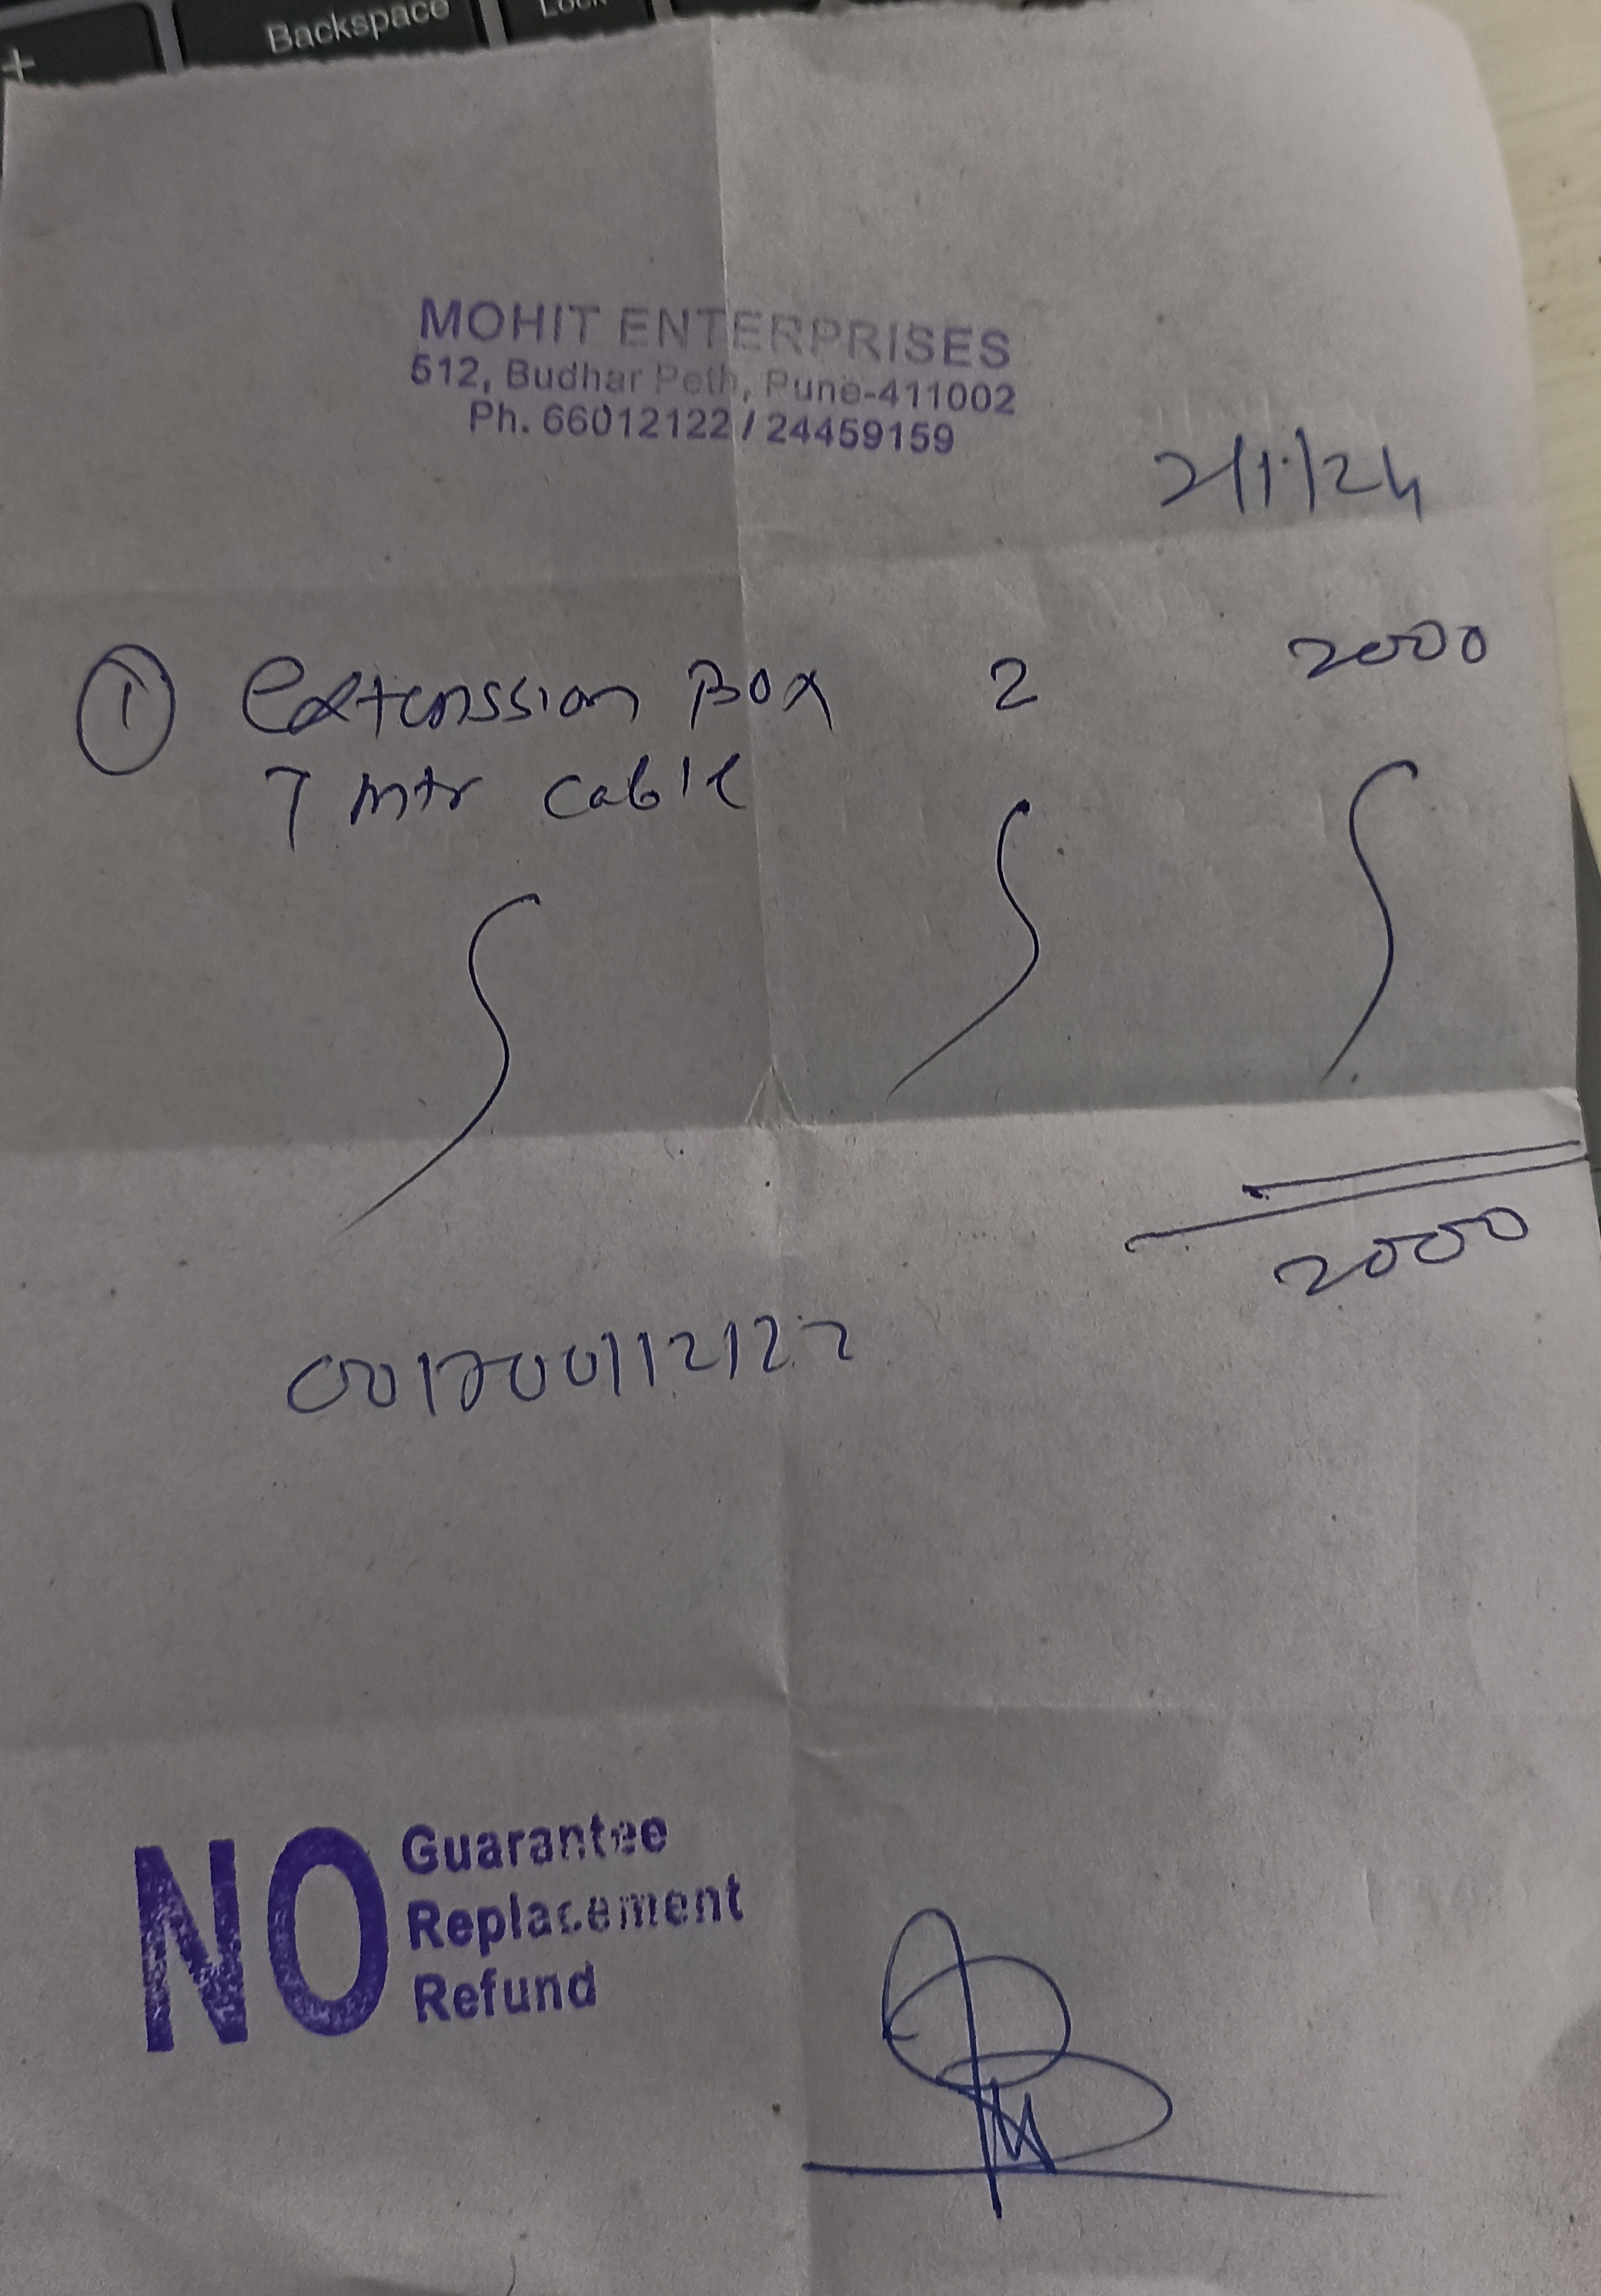 +
Backspace
Lock
MOHIT ENTERPRISES
512, Budhar Peth, Pune-411002
Ph. 66012122 / 24459159
2/1/24
① Extenssion Box 2 2000
7 mtr cable
2000
NO
Guarantee
Replacement
Refund